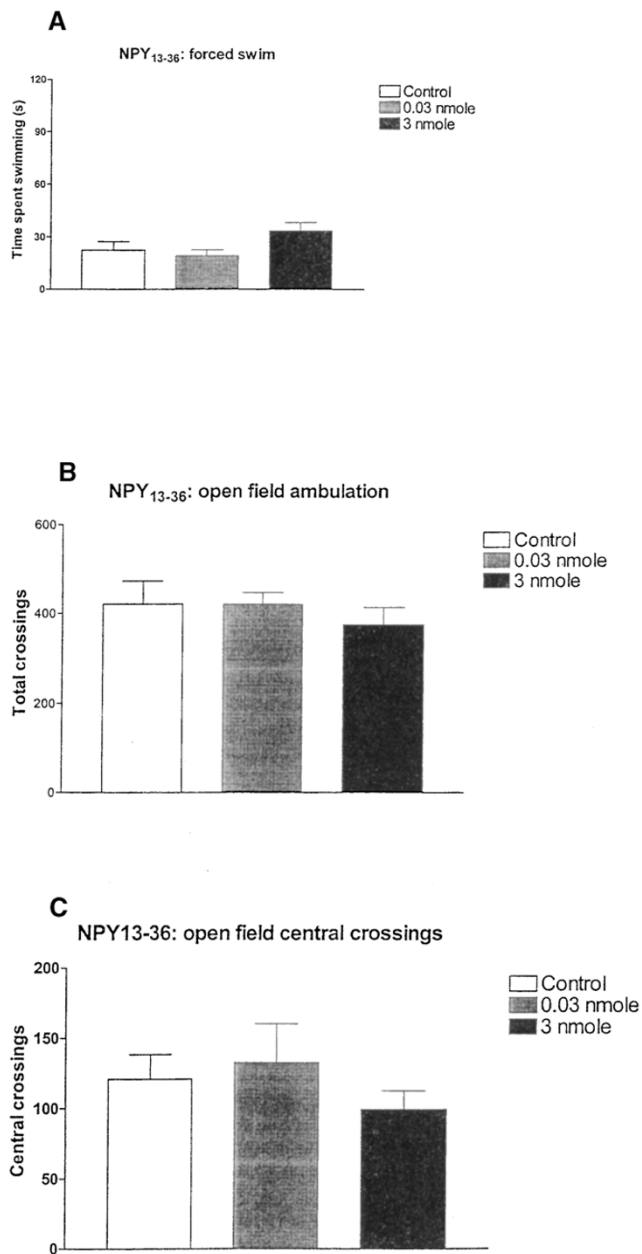 A
NPY13-36: forced swim
120
90
60
30
0
Time spent swimming (s)
Control
0.03 nmole
3 nmole
B
NPY13-36: open field ambulation
600
400
200
0
Total crossings
Control
0.03 nmole
3 nmole
C
NPY13-36: open field central crossings
200
150
100
50
0
Central crossings
Control
0.03 nmole
3 nmole